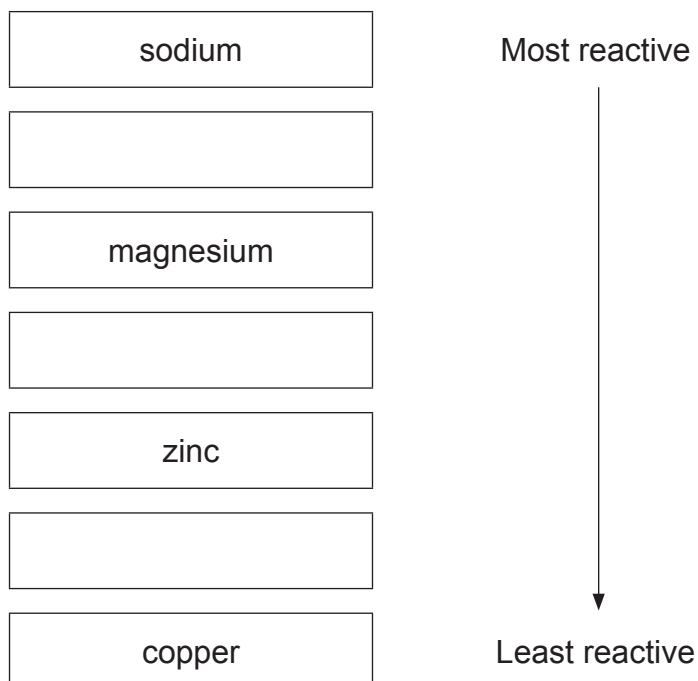 sodium
Most reactive
magnesium
zinc
copper
Least reactive